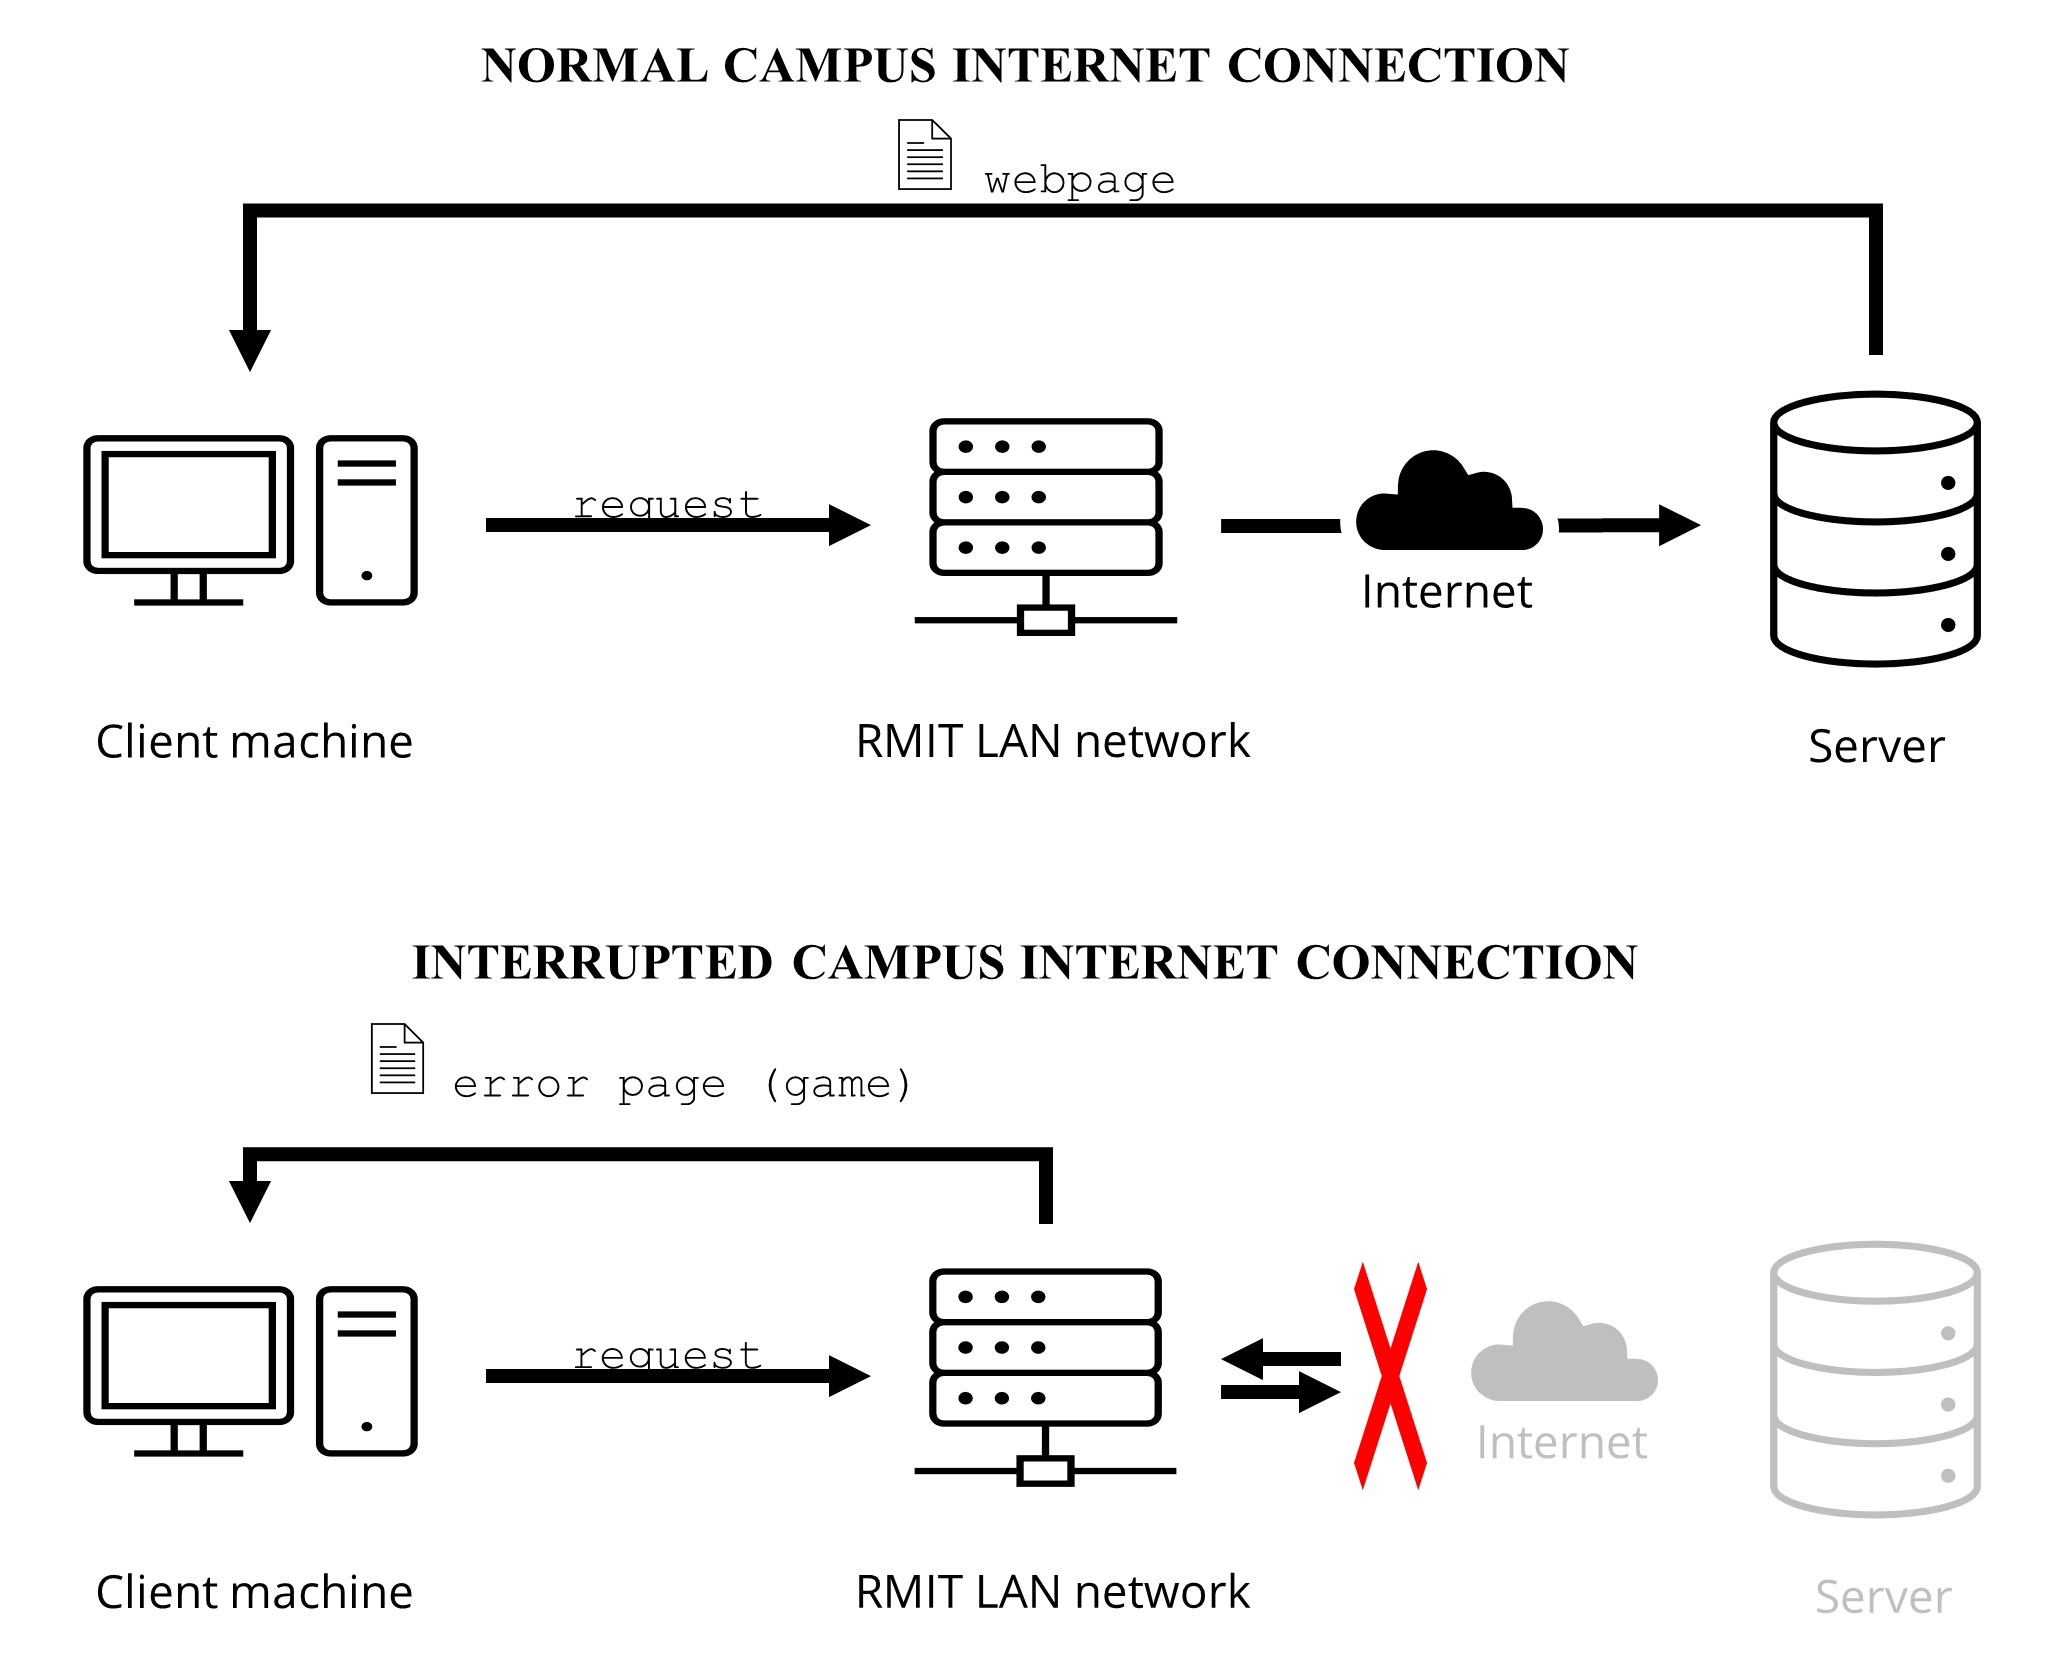 NORMAL CAMPUS INTERNET CONNECTION
webpage
request
Internet
Client machine
RMIT LAN network
Server
INTERRUPTED CAMPUS INTERNET CONNECTION
error page (game)
request
Internet
Client machine
RMIT LAN network
Server